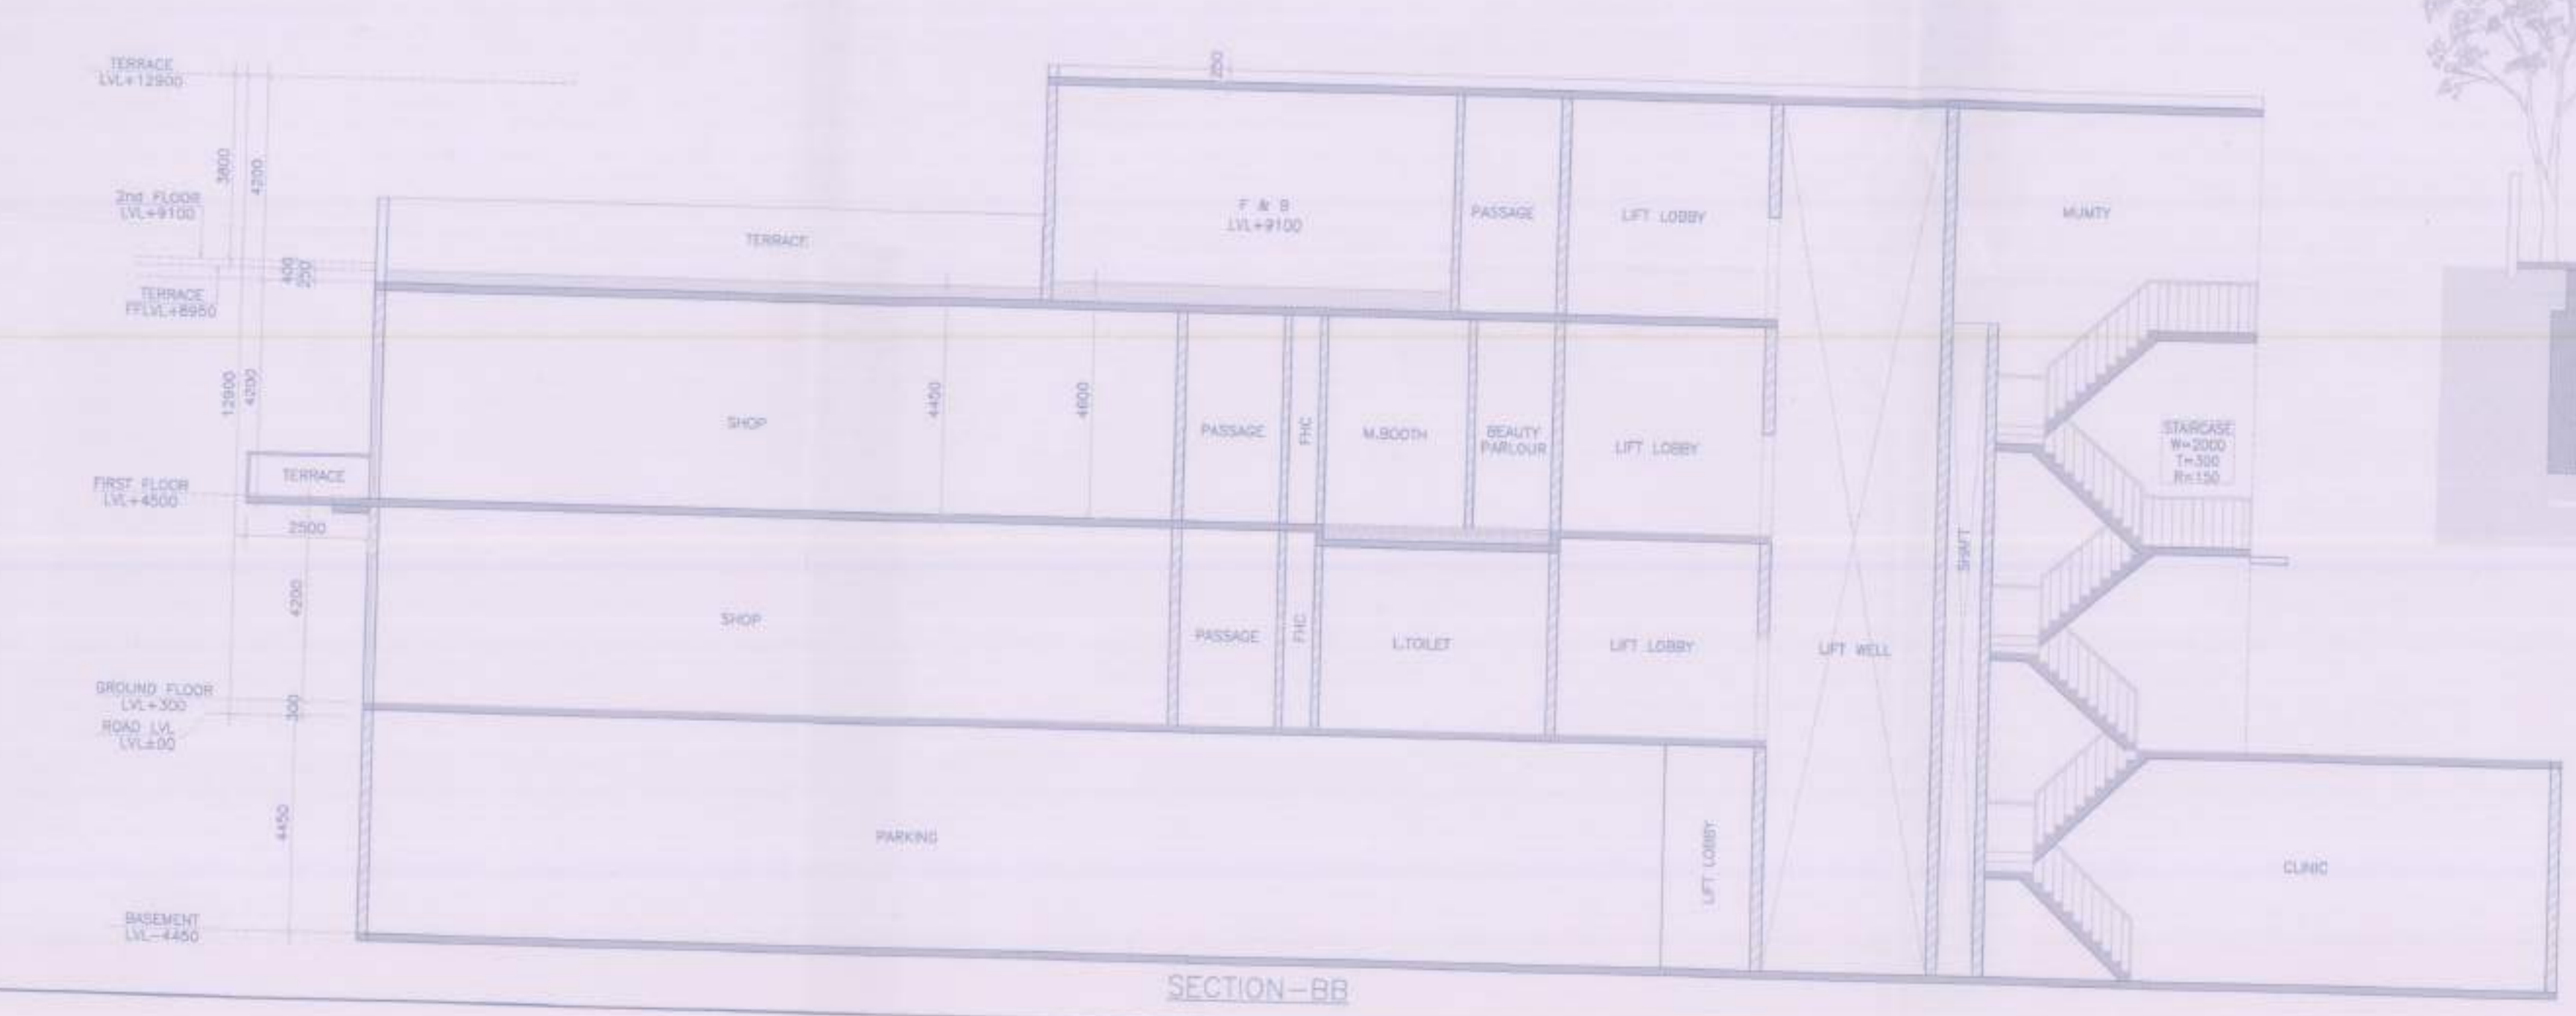 TERRACE
LVL+12900
250
3800
4200
2nd FLOOR
LVL+9100
F & B
LVL+9100
PASSAGE
LIFT LOBBY
MUMTY
TERRACE
400
250
TERRACE
FFLVL+8950
12900
4200
SHOP
4450
4600
PASSAGE
FHC
M.BOOTH
BEAUTY
PARLOUR
LIFT LOBBY
STAIRCASE
W=2000
T=300
R=150
TERRACE
FIRST FLOOR
LVL+4500
2500
SHAFT
4200
SHOP
PASSAGE
FHC
L.TOILET
LIFT LOBBY
LIFT WELL
GROUND FLOOR
LVL+300
300
ROAD LVL
LVL±00
4450
PARKING
LIFT LOBBY
CLINIC
BASEMENT
LVL-4450
SECTION-BB